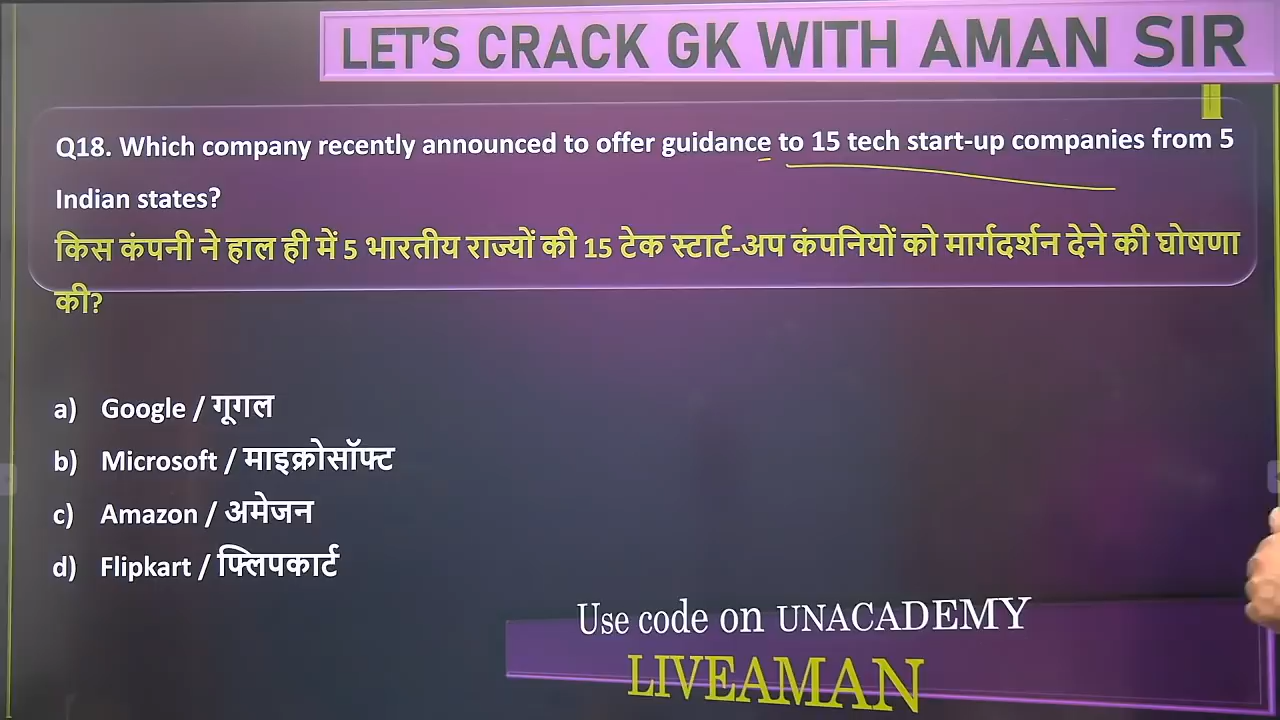 LET'S CRACK GK WITH AMAN SIR
Q18. Which company recently announced to offer guidance to 15 tech start-up companies from 5
Indian states?
किस कंपनी ने हाल ही में 5 भारतीय राज्यों की 15 टेक स्टार्ट-अप कंपनियों को मार्गदर्शन देने की घोषणा
की?
a) Google / गूगल
b) Microsoft / माइक्रोसॉफ्ट
c) Amazon / अमेजन
d) Flipkart / फ्लिपकार्ट
Use code on UNACADEMY
LIVEAMAN